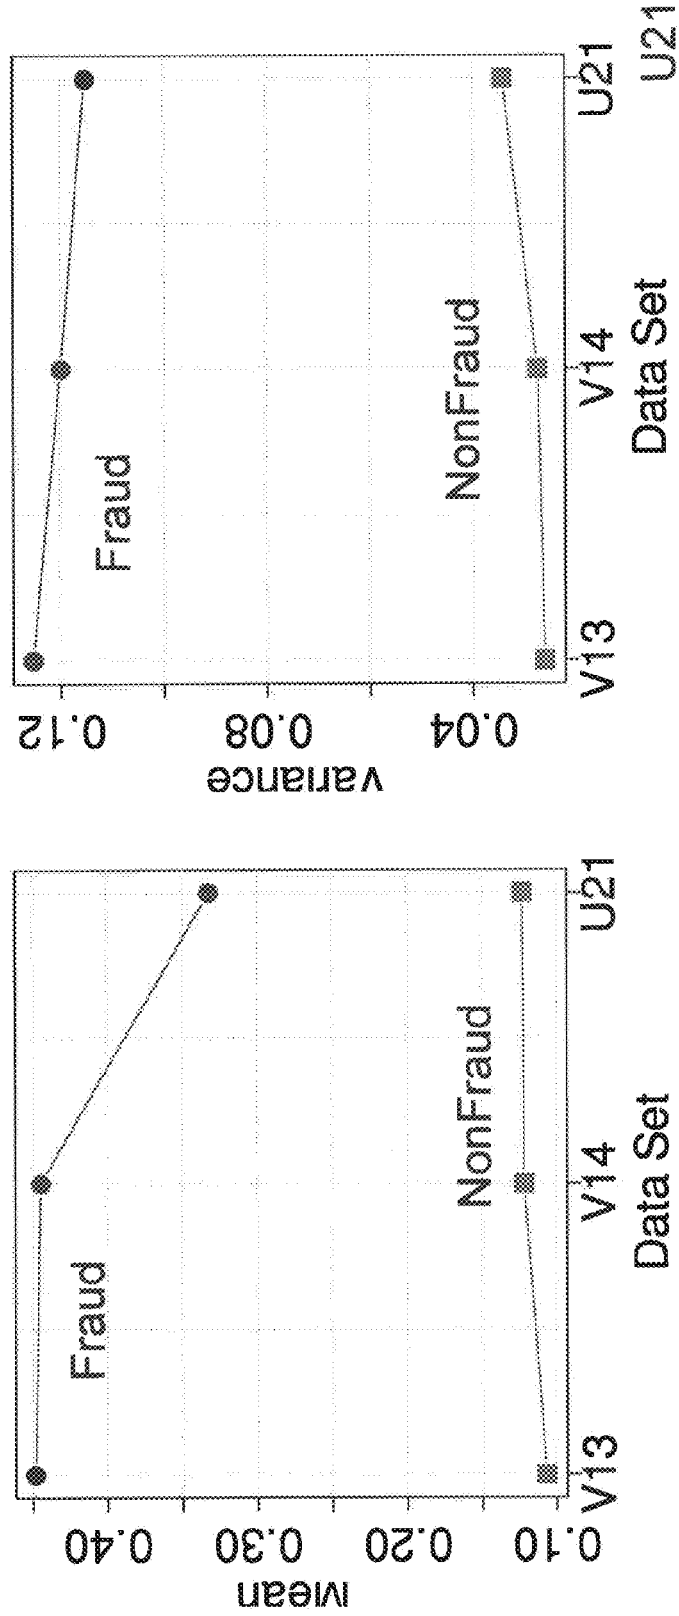 Mean
0.40
0.30
0.20
0.10
Fraud
NonFraud
V13
V14
U21
Data Set
variance
0.12
0.08
0.04
Fraud
NonFraud
V13
V14
U21
Data Set
U21